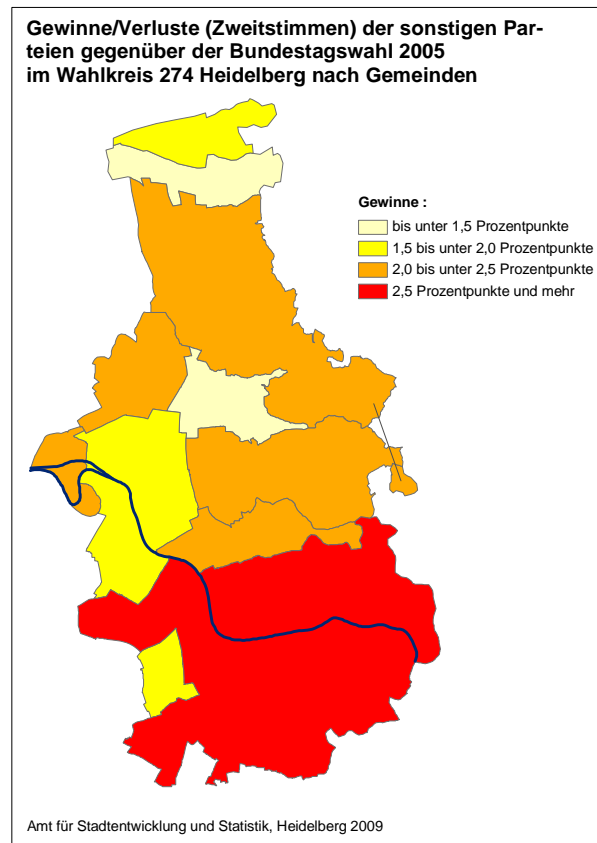 Gewinne/Verluste (Zweitstimmen) der sonstigen Par-
teien gegenüber der Bundestagswahl 2005
im Wahlkreis 274 Heidelberg nach Gemeinden
Gewinne :
bis unter 1,5 Prozentpunkte
1,5 bis unter 2,0 Prozentpunkte
2,0 bis unter 2,5 Prozentpunkte
2,5 Prozentpunkte und mehr
Amt für Stadtentwicklung und Statistik, Heidelberg 2009